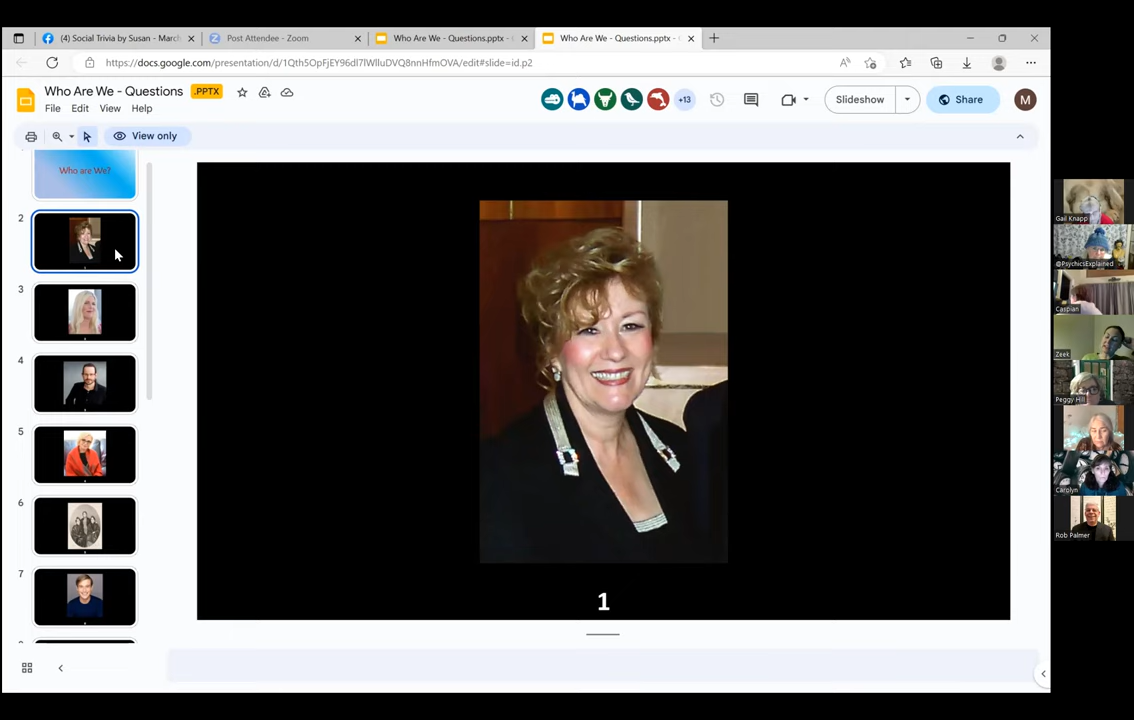 (4) Social Trivia by Susan - March
Post Attendee - Zoom
Who Are We - Questions.pptx -
Who Are We - Questions.pptx -
https://docs.google.com/presentation/d/1Qth5OpFjEY96dI7lWlluDVQ8nnHfmOVA/edit#slide=id.p2
Who Are We - Questions
.PPTX
File Edit View Help
+13
Slideshow
Share
M
View only
Who are We?
2
3
4
5
6
7
1
Gail Knapp
@PsychicsExplained
Caspian
Zeek
Peggy Hill
Carolyn
Rob Palmer